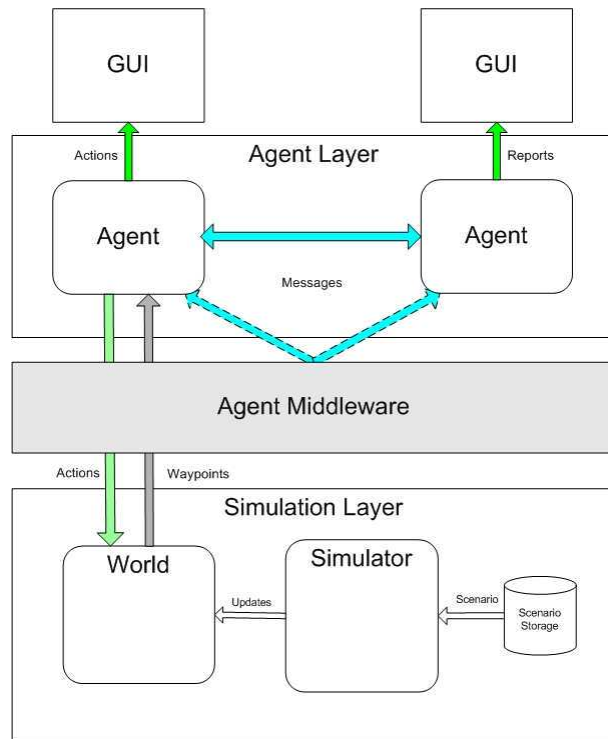 GUI
GUI
Actions
Agent Layer
Reports
Agent
Agent
Messages
Agent Middleware
Actions
Waypoints
Simulation Layer
World
Simulator
Updates
Scenario
Scenario
Storage